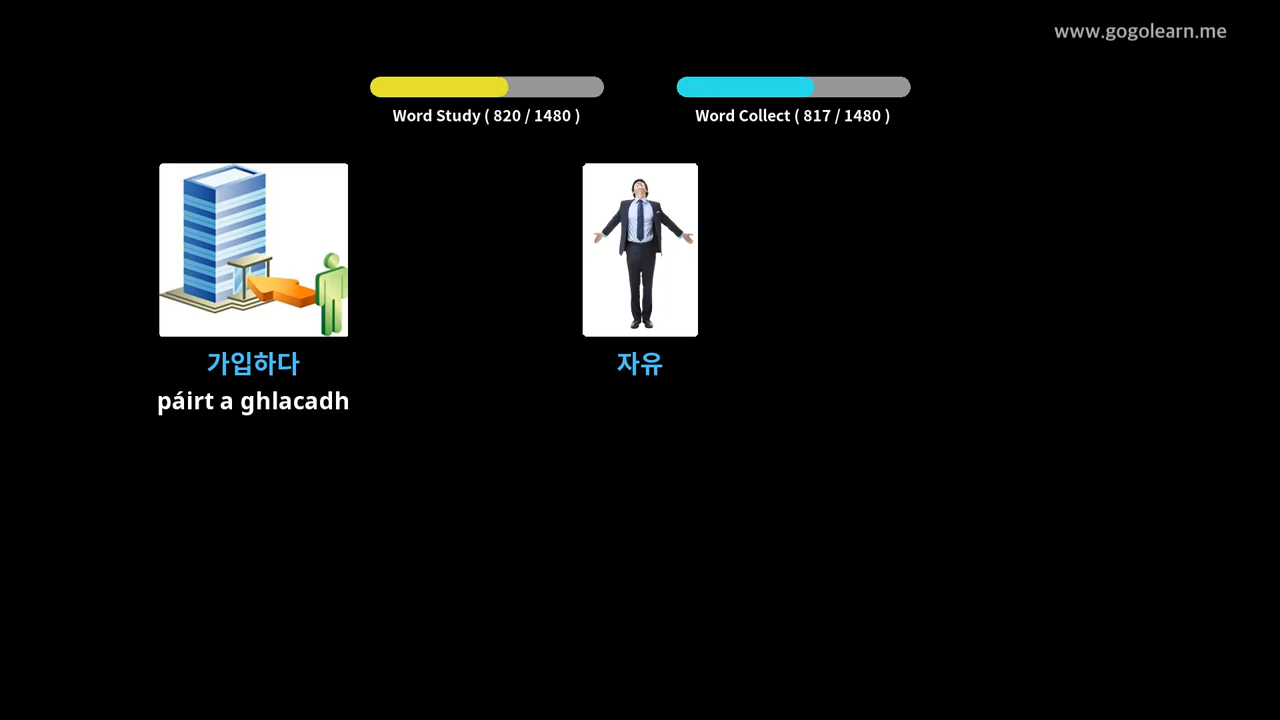 www.gogolearn.me
Word Study ( 820 / 1480 )
Word Collect ( 817 / 1480 )
가입하다
páirt a ghlacadh
자유